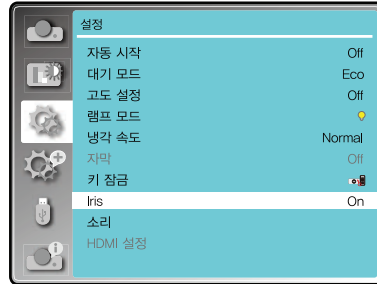 설정
자동 시작 Off
대기 모드 Eco
고도 설정 Off
램프 모드
냉각 속도 Normal
자막 Off
키 잠금
Iris On
소리
HDMI 설정